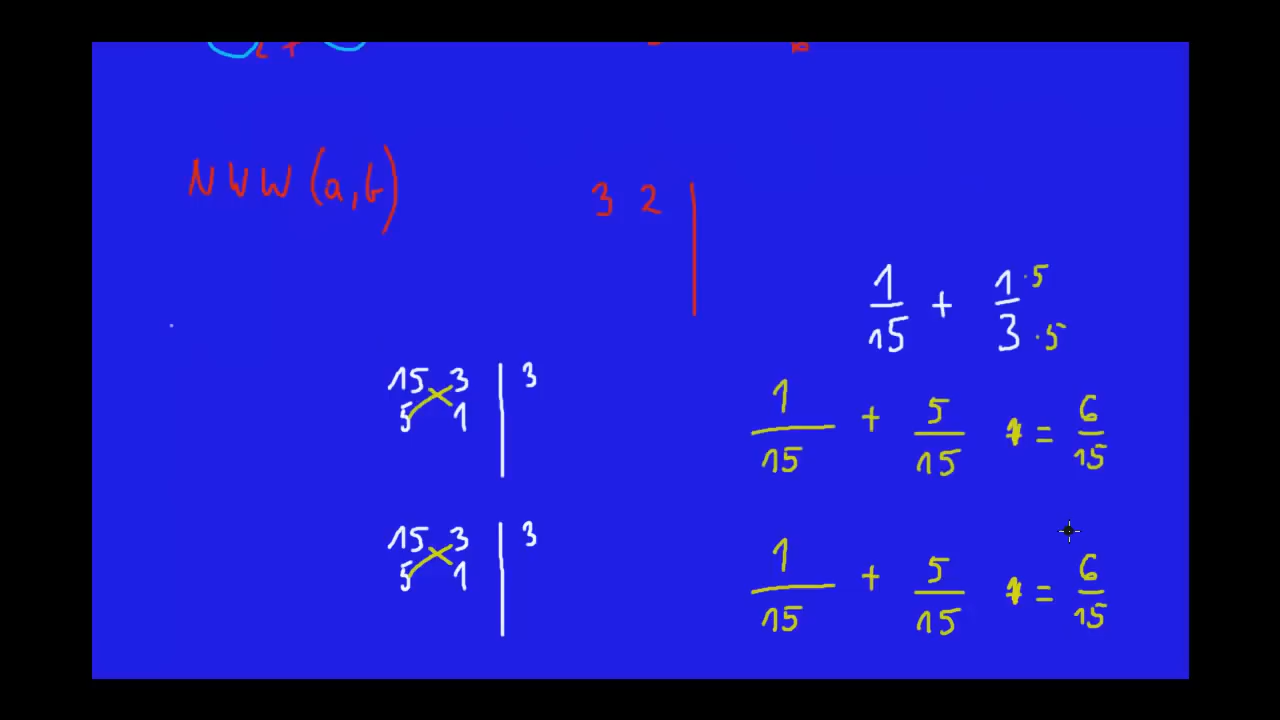 NWW (a,b)
3 2 |
1/15 + 1·5/3·5
15 3 | 3
5 1 |
1/15 + 5/15 = 6/15
15 3 | 3
5 1 |
1/15 + 5/15 = 6/15